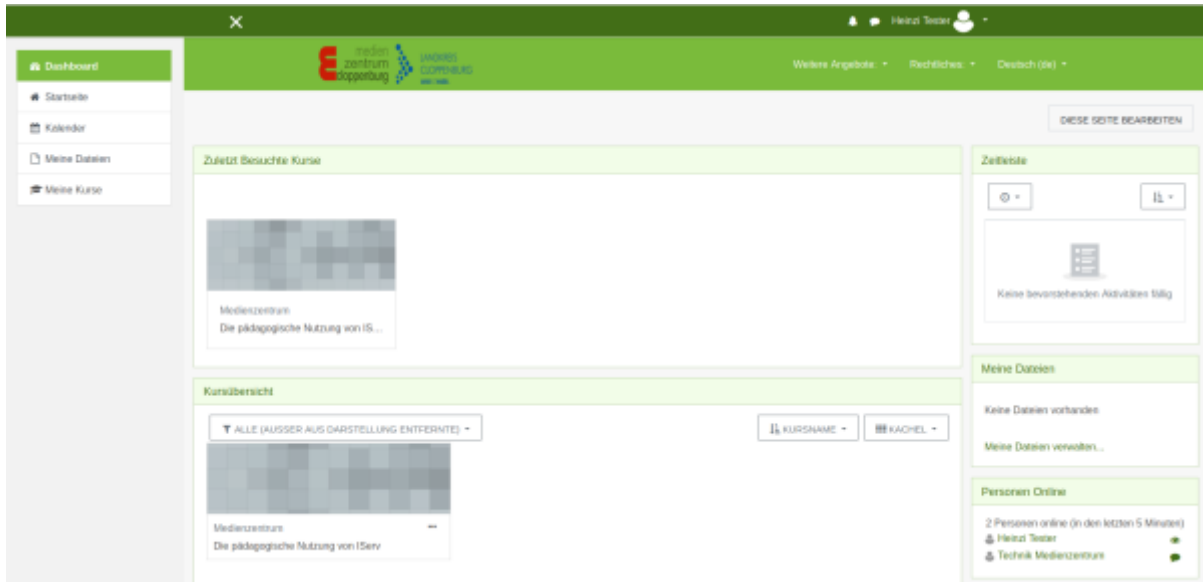 Heinzi Tester
Dashboard
medien
zentrum
cloppenburg
LANDKREIS
CLOPPENBURG
Weitere Angebote:
Rechtliches:
Deutsch (de)
Startseite
Kalender
Meine Dateien
Meine Kurse
DIESE SEITE BEARBEITEN
Zuletzt Besuchte Kurse
Medienzentrum
Die pädagogische Nutzung von IS...
Kursübersicht
ALLE (AUSSER AUS DARSTELLUNG ENTFERNTE)
KURSNAME
KACHEL
Medienzentrum
Die pädagogische Nutzung von IServ
Zeitleiste
Keine bevorstehenden Aktivitäten fällig
Meine Dateien
Keine Dateien vorhanden
Meine Dateien verwalten...
Personen Online
2 Personen online (in den letzten 5 Minuten)
Heinzi Tester
Technik Medienzentrum